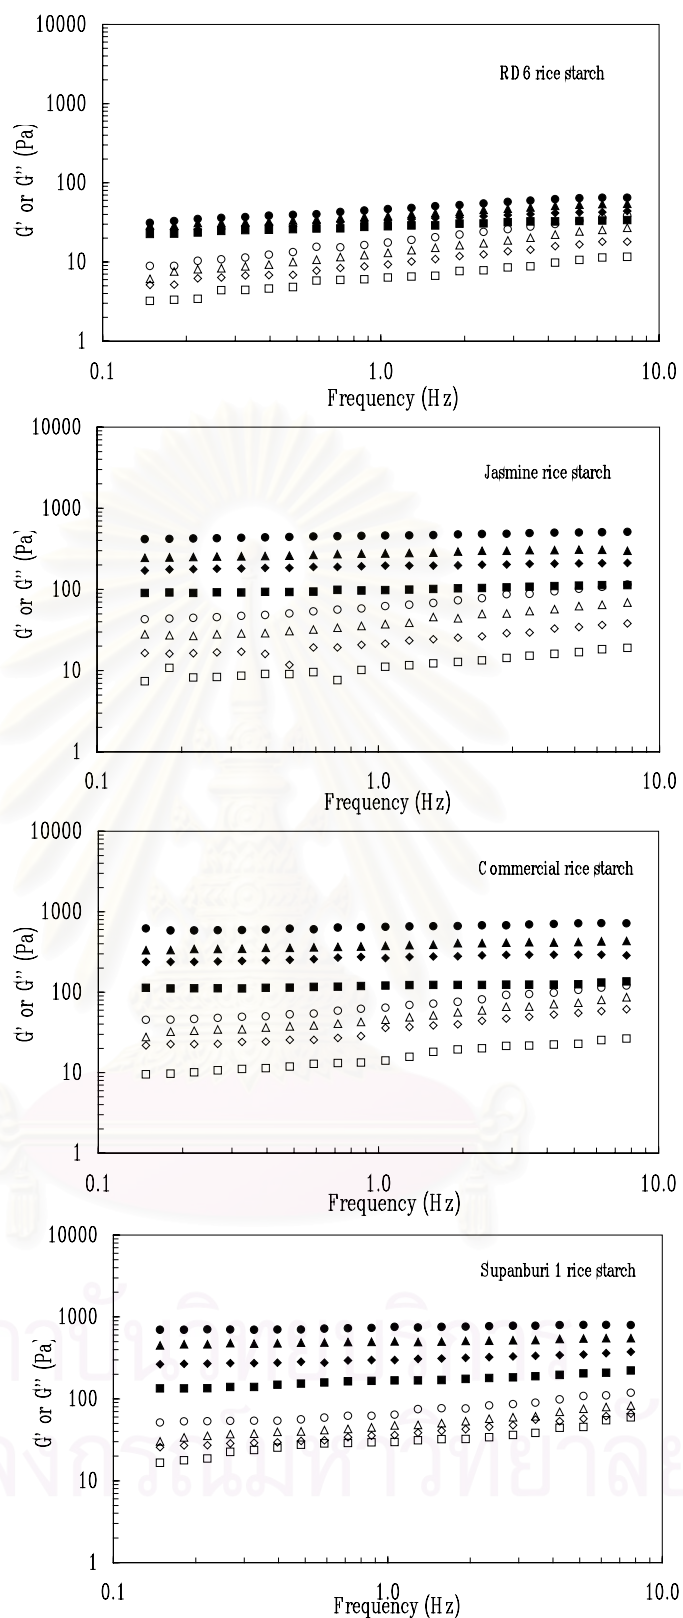 10000
RD6 rice starch
1000
100
10
1
G' or G" (Pa)
0.1 1.0 10.0
Frequency (Hz)
10000
Jasmine rice starch
1000
100
10
1
G' or G" (Pa)
0.1 1.0 10.0
Frequency (Hz)
10000
Commercial rice starch
1000
100
10
1
G' or G" (Pa)
0.1 1.0 10.0
Frequency (Hz)
10000
Supanburi 1 rice starch
1000
100
10
1
G' or G" (Pa)
0.1 1.0 10.0
Frequency (Hz)